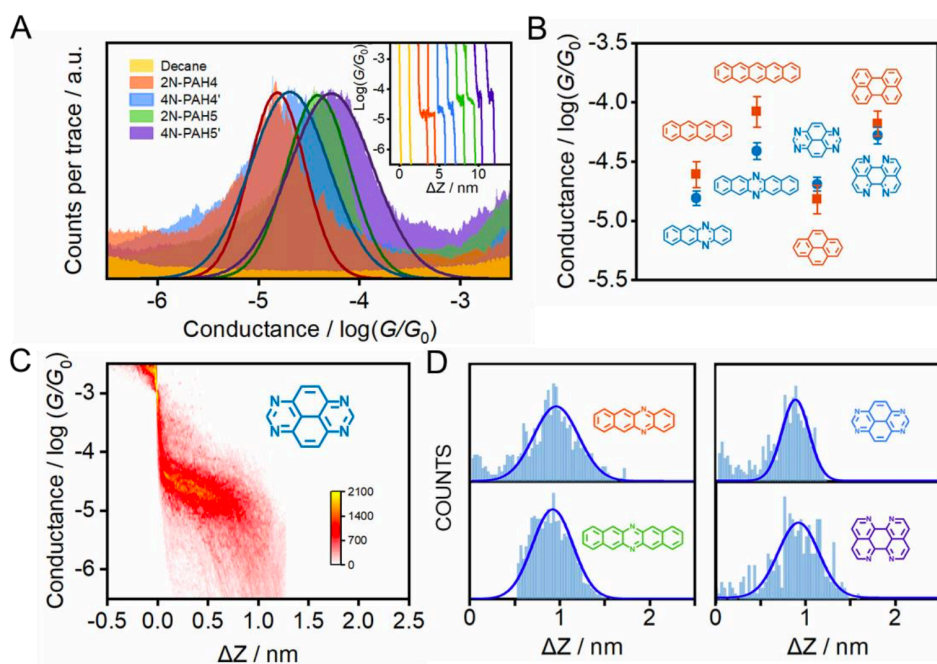 A
Counts per trace / a.u.
Decane
2N-PAH4
4N-PAH4'
2N-PAH5
4N-PAH5'
Log(G/G0)
-3
-4
-5
-6
0 5 10
ΔZ / nm
-6 -5 -4 -3
Conductance / log(G/G0)
B
Conductance / log(G/G0)
-3.5
-4.0
-4.5
-5.0
-5.5
N N
N N
N N
N N
N N
N N
C
Conductance / log (G/G0)
-3
-4
-5
-6
N N
N N
2100
1400
700
0
-0.5 0.0 0.5 1.0 1.5 2.0 2.5
ΔZ / nm
D
COUNTS
N
N
N N
N N
N
N
N N
N N
0 1 2
0 1 2
ΔZ / nm
ΔZ / nm